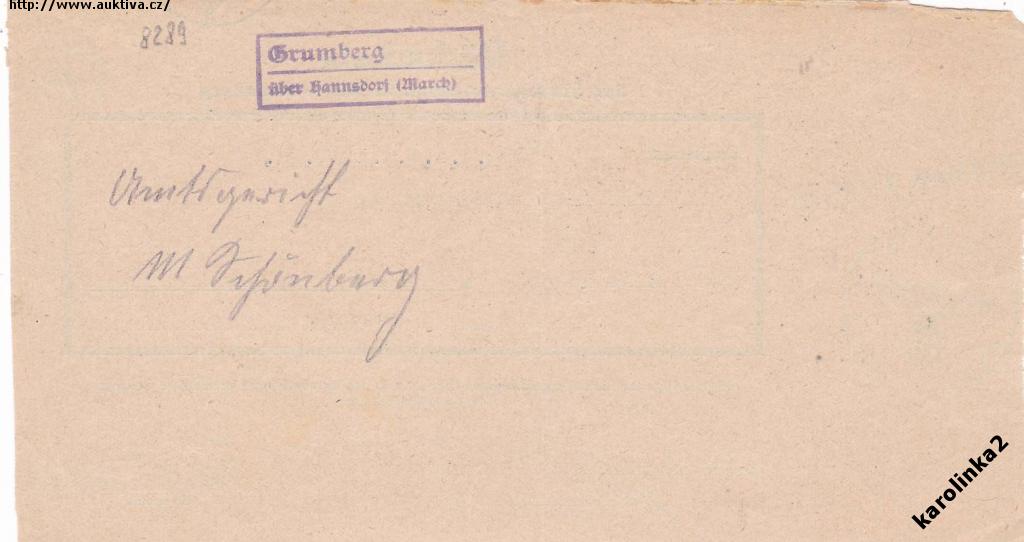 http://www.auktiva.cz/
8289
Grumberg
über Hannsdorf (March)
Amtsgericht
M Schönberg
karolinka2